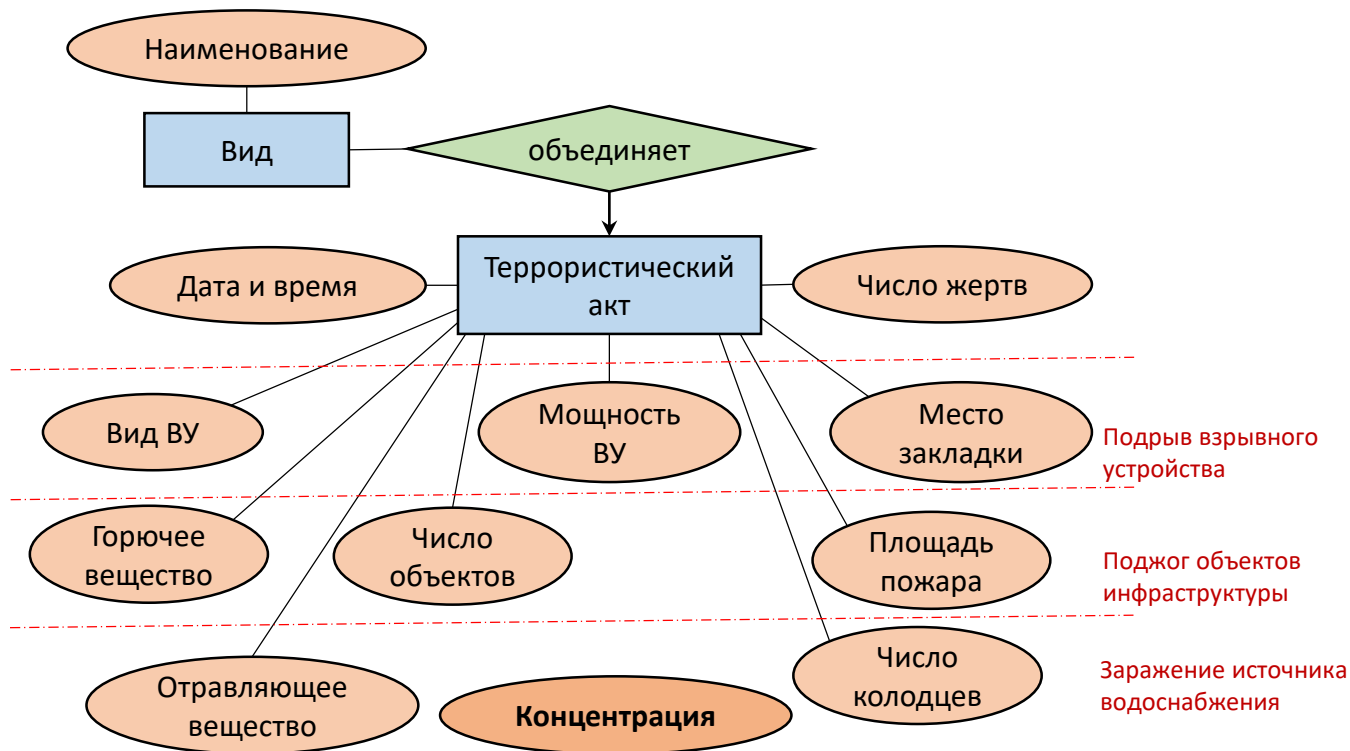 Наименование
Вид
объединяет
Дата и время
Террористический
акт
Число жертв
Вид ВУ
Мощность
ВУ
Место
закладки
Подрыв взрывного
устройства
Горючее
вещество
Число
объектов
Площадь
пожара
Поджог объектов
инфраструктуры
Отравляющее
вещество
Концентрация
Число
колодцев
Заражение источника
водоснабжения